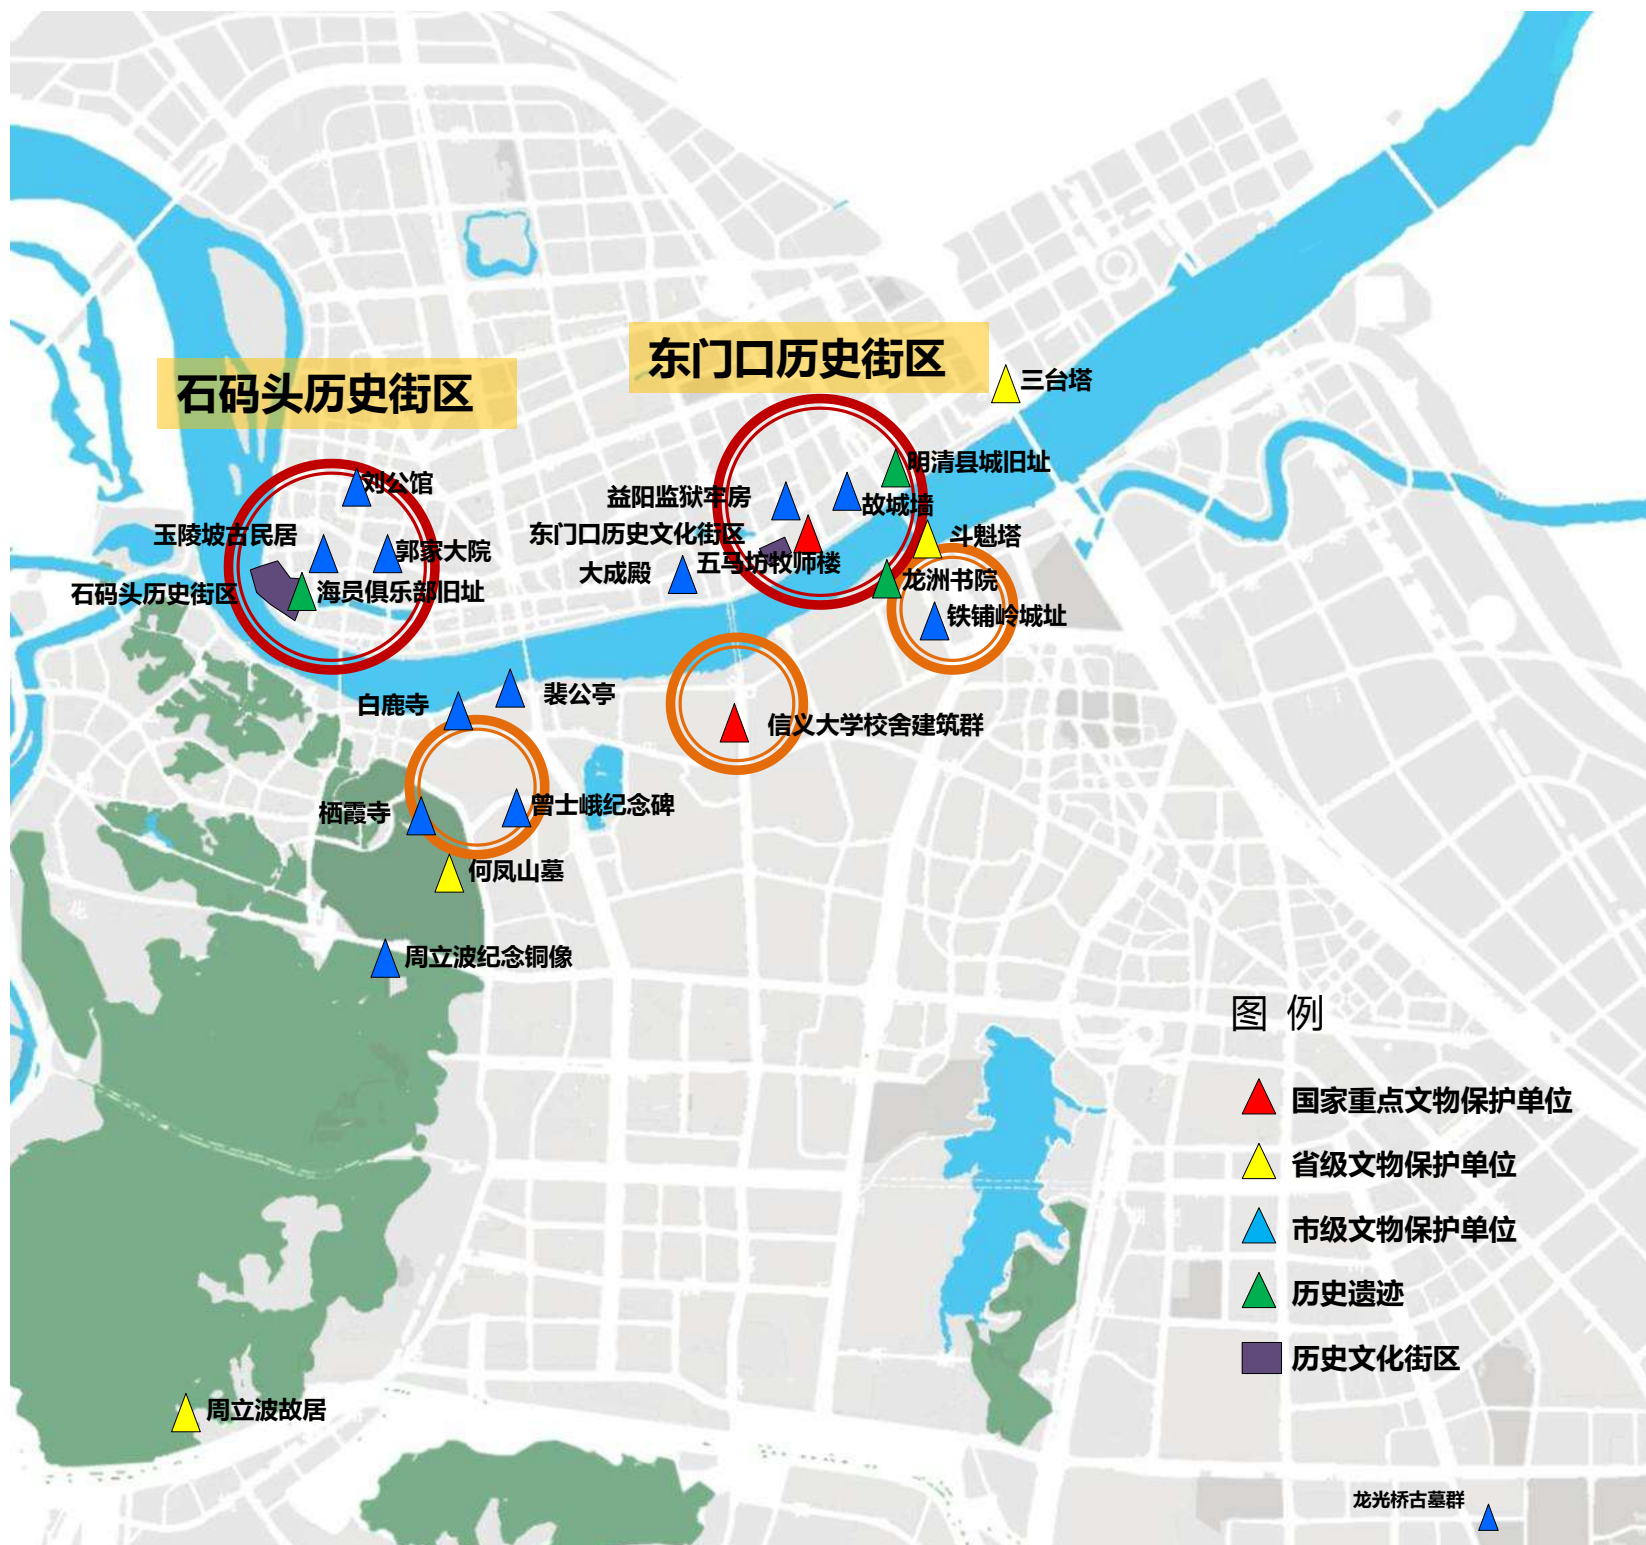 东门口历史街区
石码头历史街区
三台塔
明清县城旧址
刘公馆
益阳监狱牢房
故城墙
玉陵坡古民居
东门口历史文化街区
斗魁塔
郭家大院
五马坊牧师楼
大成殿
龙洲书院
石码头历史街区
海员俱乐部旧址
铁铺岭城址
裴公亭
白鹿寺
信义大学校舍建筑群
曾士峨纪念碑
栖霞寺
何凤山墓
周立波纪念铜像
图 例
国家重点文物保护单位
省级文物保护单位
市级文物保护单位
历史遗迹
历史文化街区
周立波故居
龙光桥古墓群